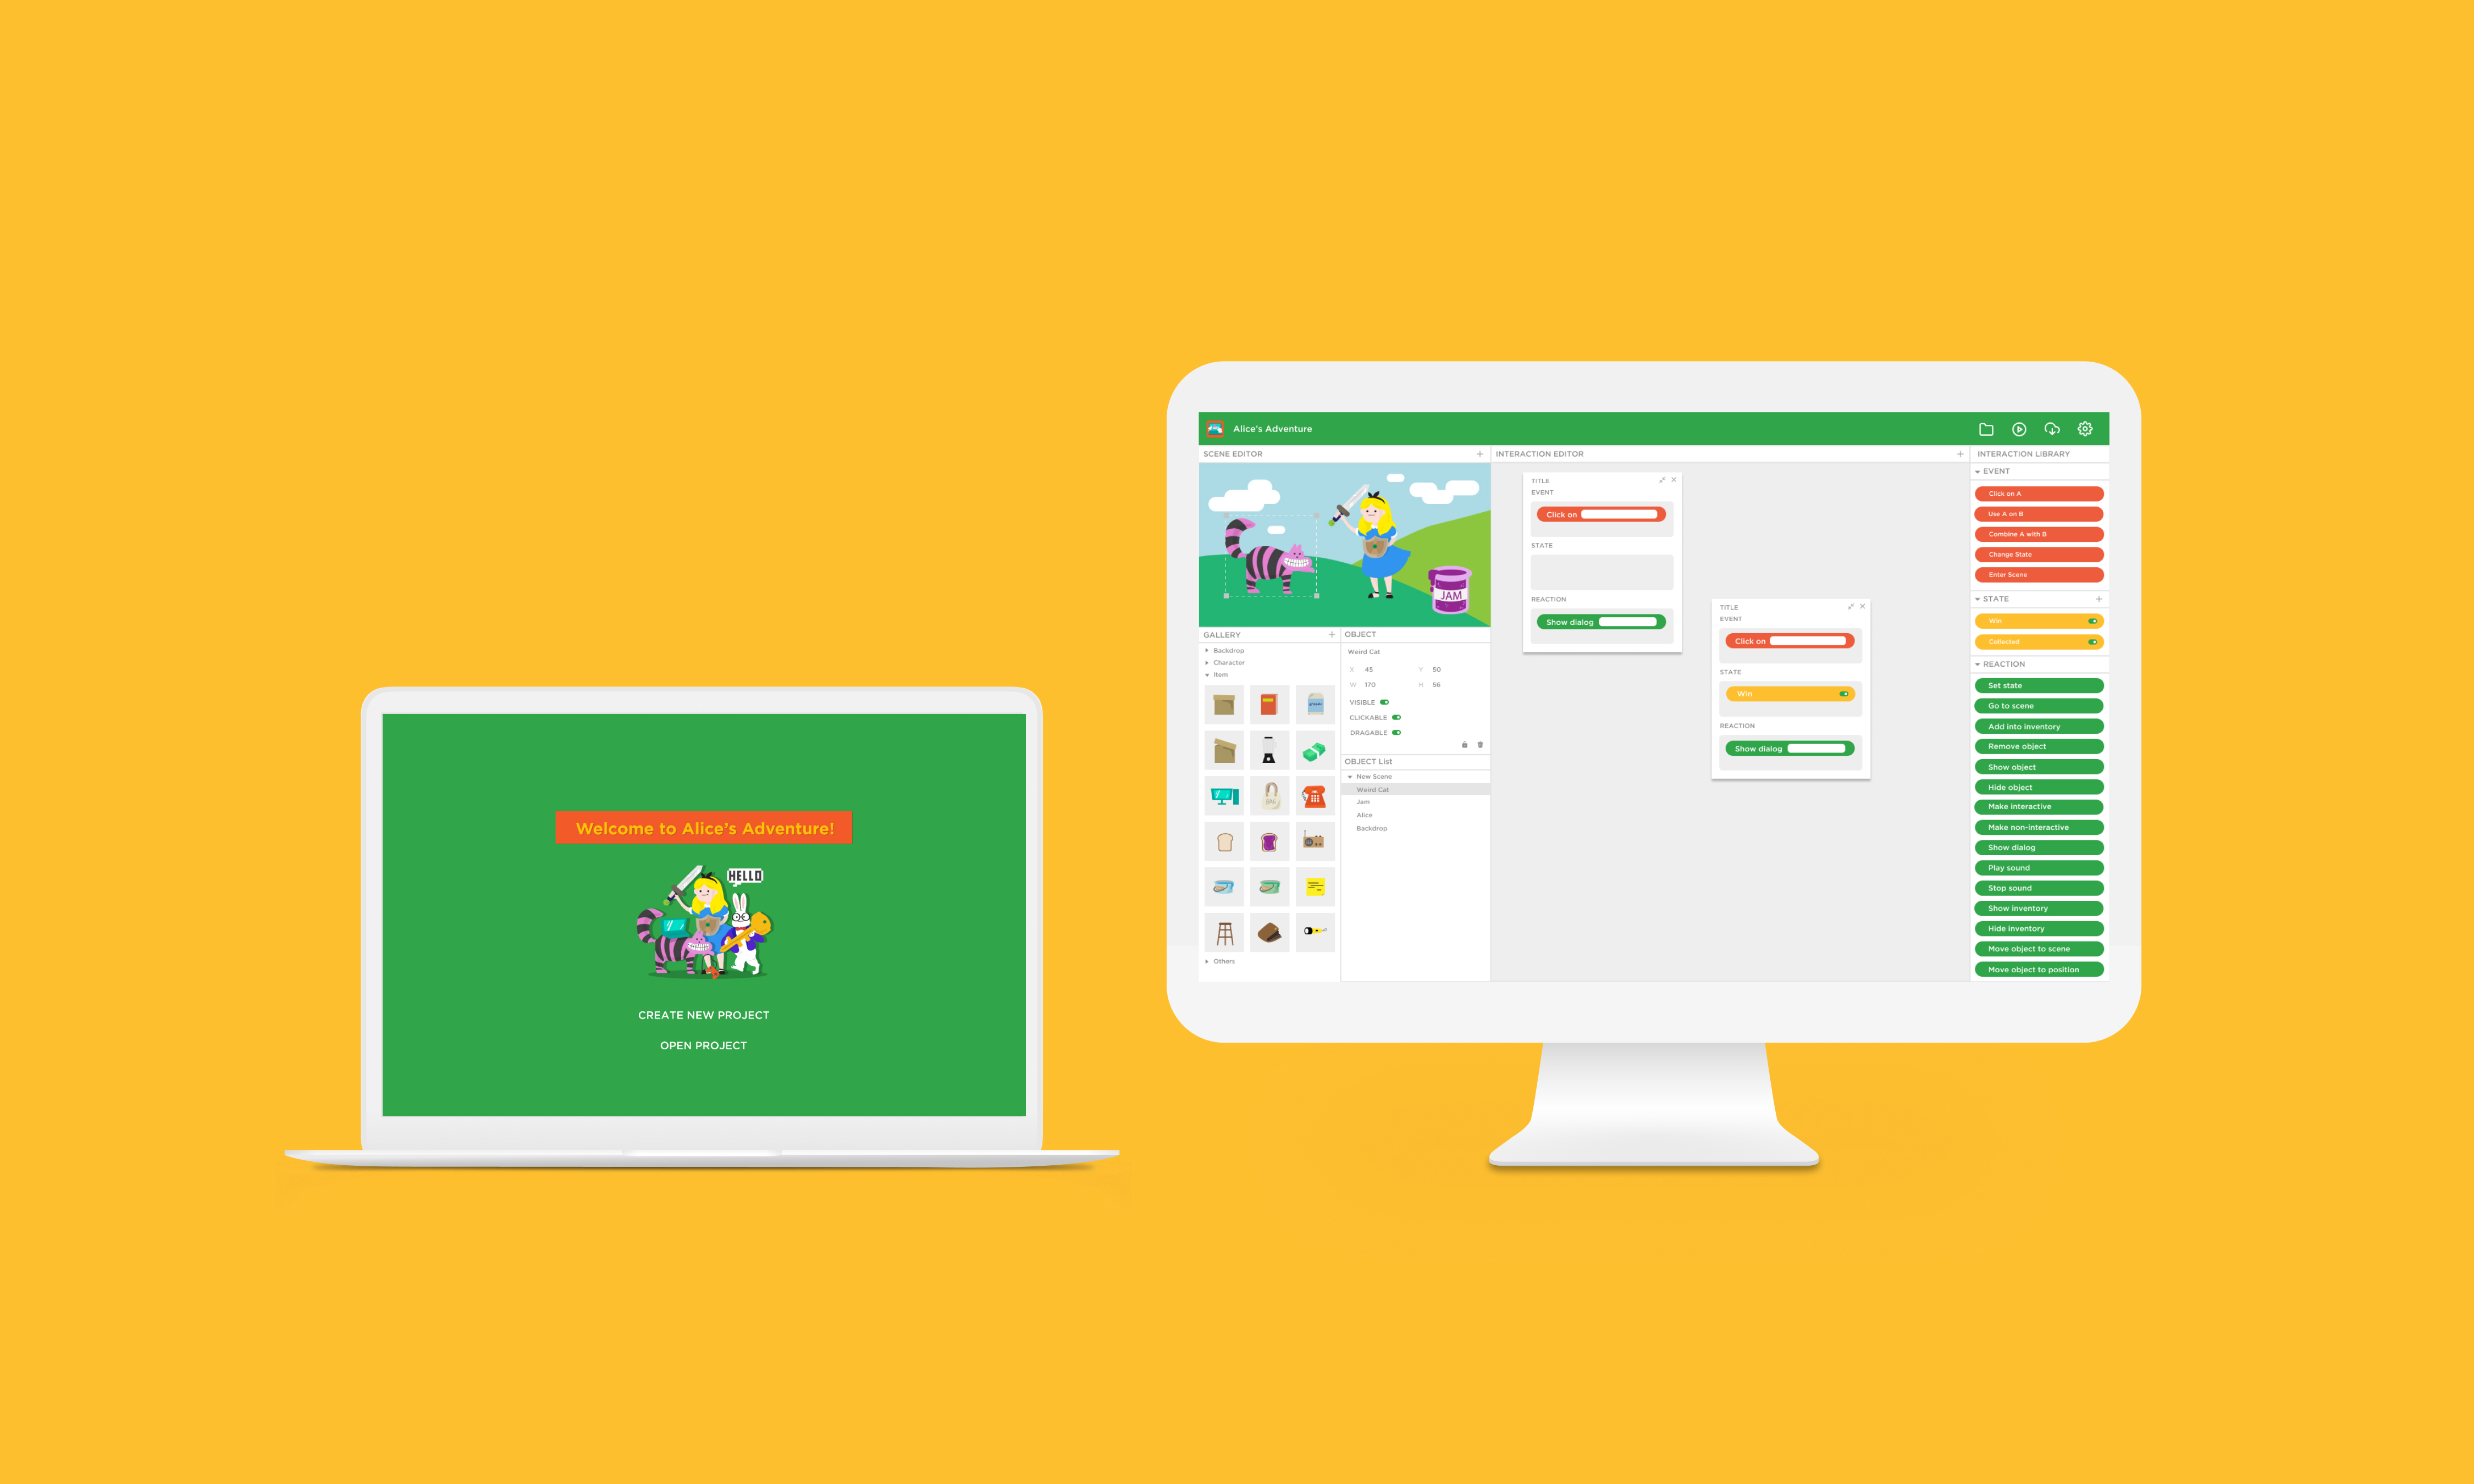 Welcome to Alice's Adventure!
HELLO
CREATE NEW PROJECT
OPEN PROJECT
Alice's Adventure
SCENE EDITOR
JAM
GALLERY
Backdrop
Character
Item
Others
OBJECT
Weird Cat
X 45 Y 50
W 170 H 56
VISIBLE
CLICKABLE
DRAGABLE
OBJECT List
New Scene
Weird Cat
Jam
Alice
Backdrop
INTERACTION EDITOR
TITLE
EVENT
Click on
STATE
REACTION
Show dialog
TITLE
EVENT
Click on
STATE
Win
REACTION
Show dialog
INTERACTION LIBRARY
EVENT
Click on A
Use A on B
Combine A with B
Change State
Enter Scene
STATE
Win
Collected
REACTION
Set state
Go to scene
Add into inventory
Remove object
Show object
Hide object
Make interactive
Make non-interactive
Show dialog
Play sound
Stop sound
Show inventory
Hide inventory
Move object to scene
Move object to position